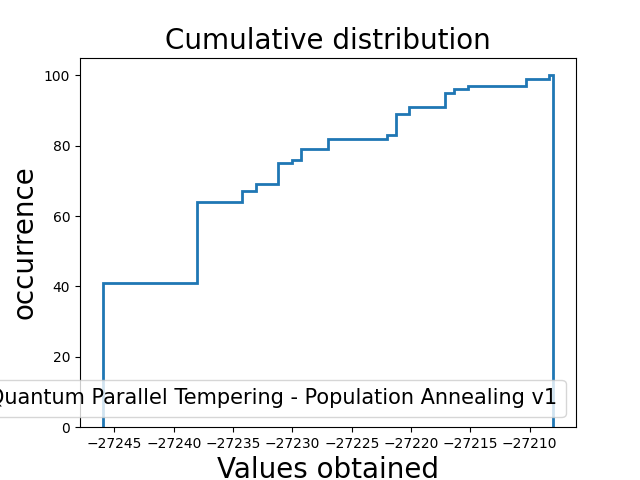 Cumulative distribution
occurrence
100
80
60
40
20
0
Quantum Parallel Tempering - Population Annealing v1
−27245 −27240 −27235 −27230 −27225 −27220 −27215 −27210
Values obtained